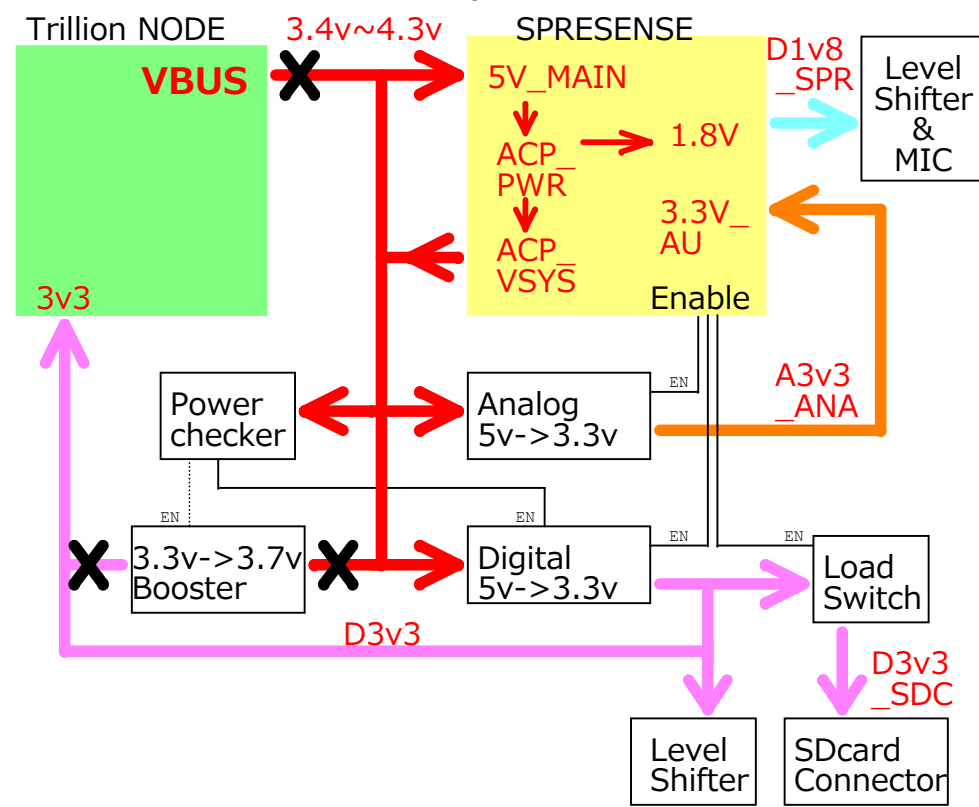 Trillion NODE
3.4v~4.3v
SPRESENSE
VBUS
5V_MAIN
ACP_
PWR
1.8V
ACP_
VSYS
3.3V_
AU
Enable
D1v8
_SPR
Level
Shifter
&
MIC
3v3
Power
checker
EN
Analog
5v->3.3v
A3v3
_ANA
EN
3.3v->3.7v
Booster
EN
Digital
5v->3.3v
EN
EN
Load
Switch
D3v3
D3v3
_SDC
Level
Shifter
SDcard
Connector